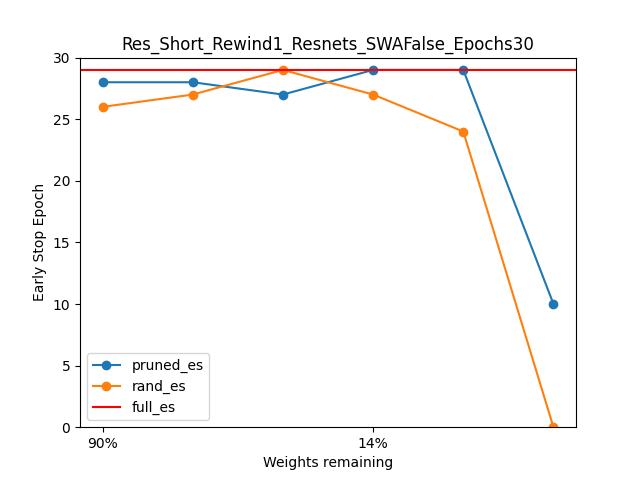 Res_Short_Rewind1_Resnets_SWAFalse_Epochs30
30
25
20
15
10
5
0
Early Stop Epoch
pruned_es
rand_es
full_es
90%
14%
Weights remaining